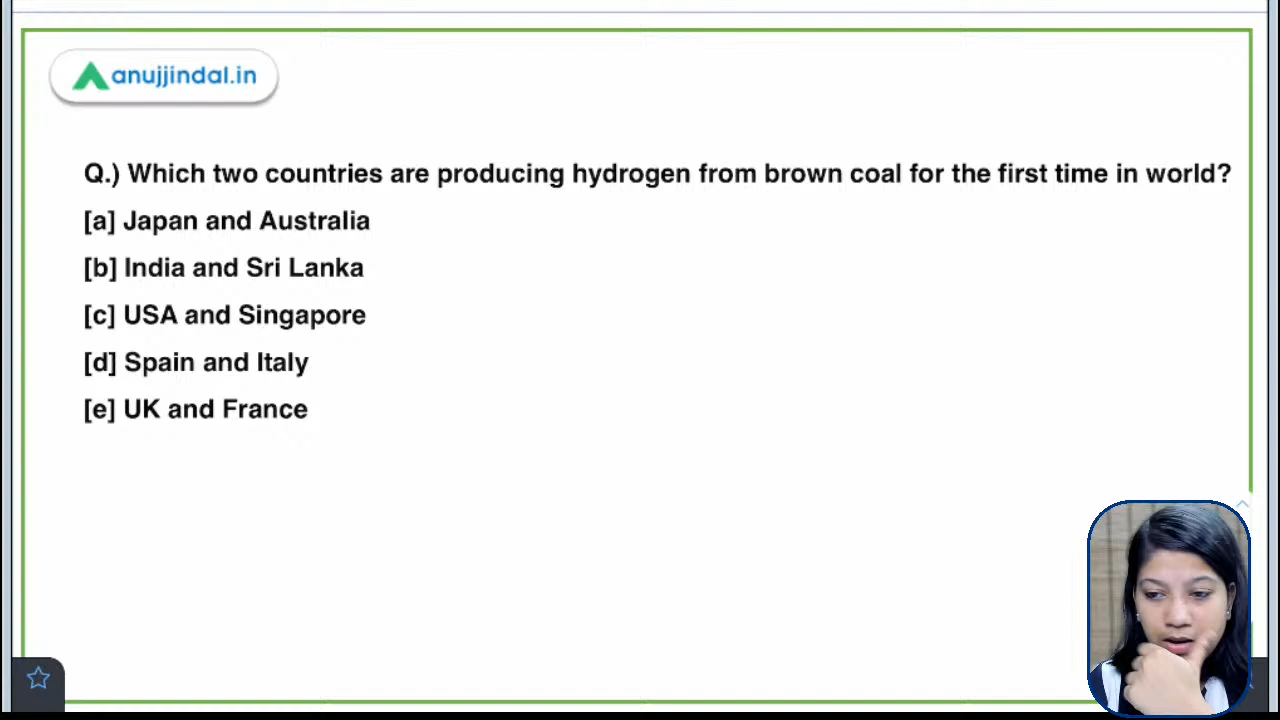 anujjindal.in
Q.) Which two countries are producing hydrogen from brown coal for the first time in world?
[a] Japan and Australia
[b] India and Sri Lanka
[c] USA and Singapore
[d] Spain and Italy
[e] UK and France